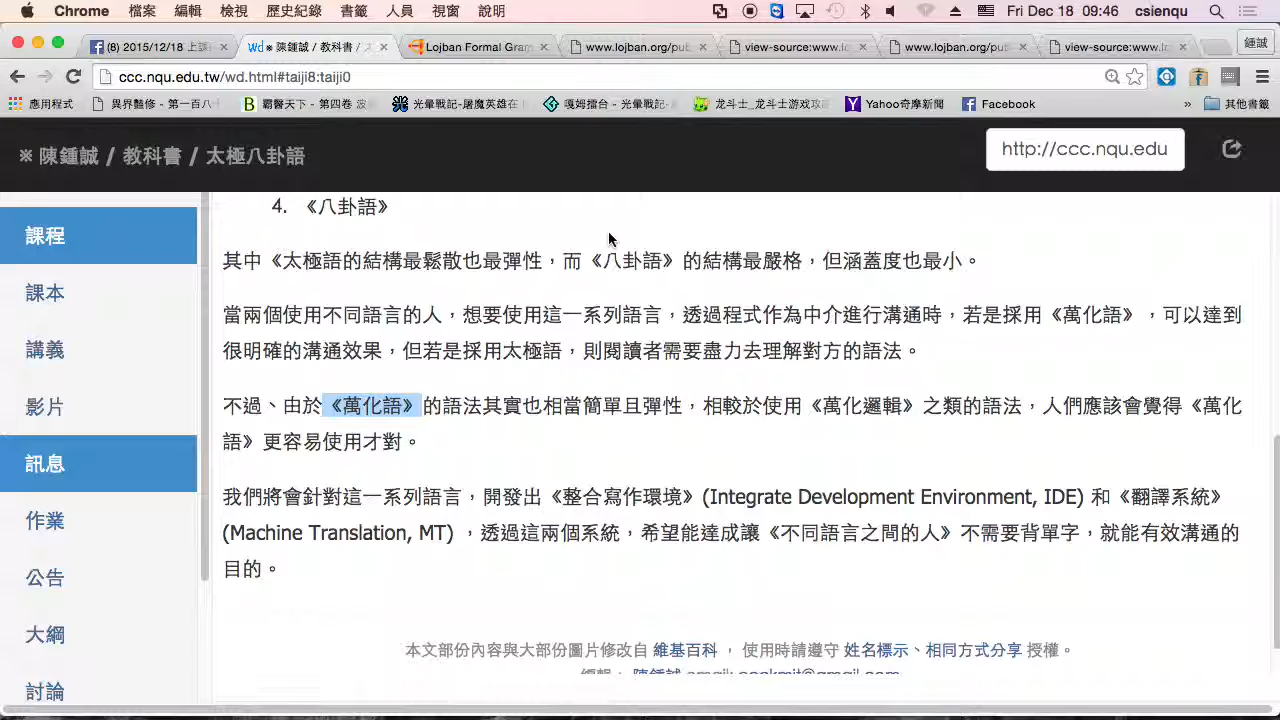 Chrome 檔案 編輯 檢視 歷史紀錄 書籤 人員 視窗 說明 Fri Dec 18 09:46 csienqu
(8) 2015/12/18 上課 Wd ※ 陳鍾誠 / 教科書 / 太 Lojban Formal Gram www.lojban.org/pub view-source:www. www.lojban.org/pub view-source:www.l 鍾誠
ccc.nqu.edu.tw/wd.html#taiji8:taiji0
應用程式 異界醫修 - 第一百八十 霸醫天下 - 第四卷 光暈戰記-屠魔英雄在 嘎姆擂台 - 光暈戰記- 龙斗士_龙斗士游戏攻略 Yahoo奇摩新聞 Facebook » 其他書籤
※ 陳鍾誠 / 教科書 / 太極八卦語 http://ccc.nqu.edu
課程
課本
講義
影片
訊息
作業
公告
大綱
討論
4. 《八卦語》
其中《太極語的結構最鬆散也最彈性，而《八卦語》的結構最嚴格，但涵蓋度也最小。
當兩個使用不同語言的人，想要使用這一系列語言，透過程式作為中介進行溝通時，若是採用《萬化語》，可以達到
很明確的溝通效果，但若是採用太極語，則閱讀者需要盡力去理解對方的語法。
不過、由於《萬化語》的語法其實也相當簡單且彈性，相較於使用《萬化邏輯》之類的語法，人們應該會覺得《萬化
語》更容易使用才對。
我們將會針對這一系列語言，開發出《整合寫作環境》(Integrate Development Environment, IDE) 和《翻譯系統》
(Machine Translation, MT) ，透過這兩個系統，希望能達成讓《不同語言之間的人》不需要背單字，就能有效溝通的
目的。
本文部份內容與大部份圖片修改自 維基百科 ， 使用時請遵守 姓名標示、相同方式分享 授權。